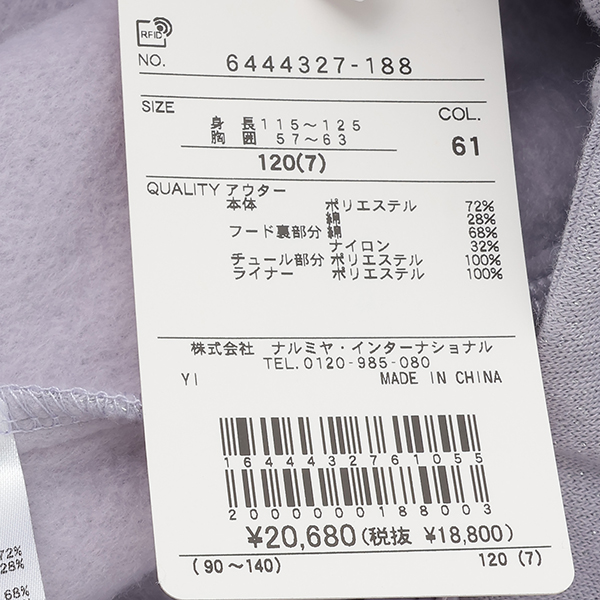 RFID
NO. 6444327-188
SIZE COL.
身長 115～125
胸囲 57～63 61
120(7)
QUALITY アウター
本体 ポリエステル 72%
綿 28%
フード裏部分 綿 68%
ナイロン 32%
チュール部分 ポリエステル 100%
ライナー ポリエステル 100%
株式会社 ナルミヤ・インターナショナル
TEL.0120-985-080
YI MADE IN CHINA
1644432761055
2000000188003
¥20,680(税抜 ¥18,800)
(90～140) 120 (7)
72%
28%
68%